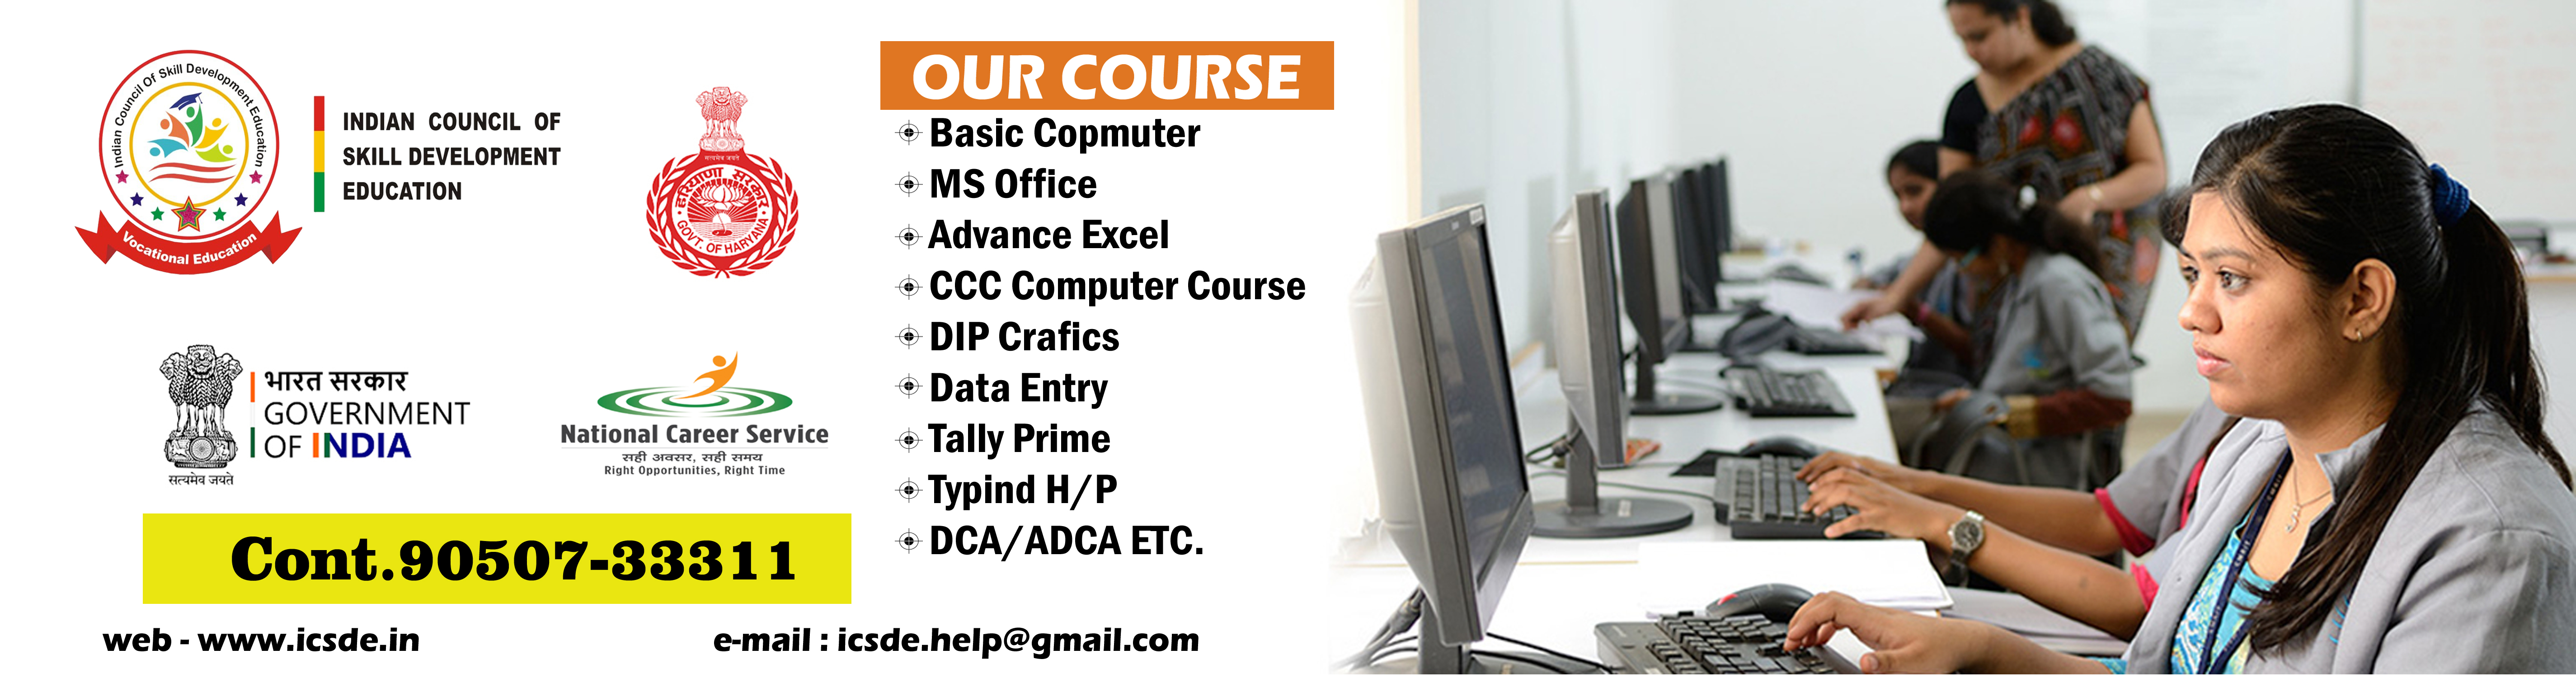 Indian Council Of Skill Development Education
Vocational Education
INDIAN COUNCIL OF
SKILL DEVELOPMENT
EDUCATION
सत्यमेव जयते
हरियाणा सरकार
GOVT. OF HARYANA
भारत सरकार
GOVERNMENT
OF INDIA
सत्यमेव जयते
National Career Service
सही अवसर, सही समय
Right Opportunities, Right Time
Cont.90507-33311
web - www.icsde.in
e-mail : icsde.help@gmail.com
OUR COURSE
Basic Copmuter
MS Office
Advance Excel
CCC Computer Course
DIP Crafics
Data Entry
Tally Prime
Typind H/P
DCA/ADCA ETC.